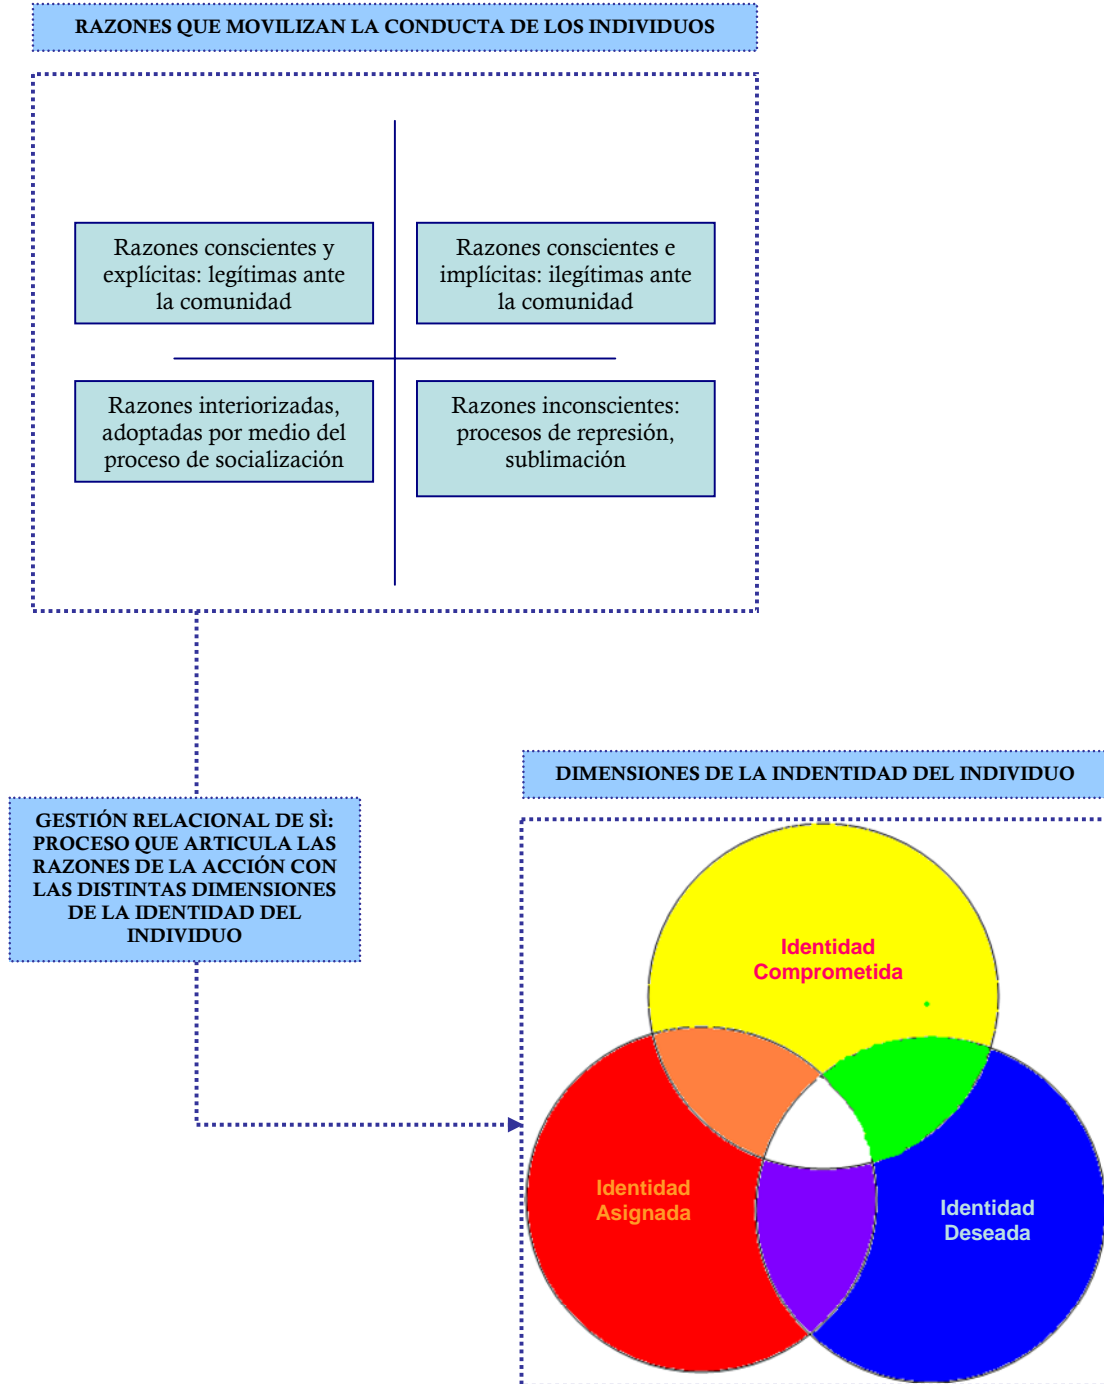 RAZONES QUE MOVILIZAN LA CONDUCTA DE LOS INDIVIDUOS
Razones conscientes y
explícitas: legítimas ante
la comunidad
Razones conscientes e
implícitas: ilegítimas ante
la comunidad
Razones interiorizadas,
adoptadas por medio del
proceso de socialización
Razones inconscientes:
procesos de represión,
sublimación
DIMENSIONES DE LA INDENTIDAD DEL INDIVIDUO
GESTIÓN RELACIONAL DE SÌ:
PROCESO QUE ARTICULA LAS
RAZONES DE LA ACCIÓN CON
LAS DISTINTAS DIMENSIONES
DE LA IDENTIDAD DEL
INDIVIDUO
Identidad
Comprometida
Identidad
Asignada
Identidad
Deseada